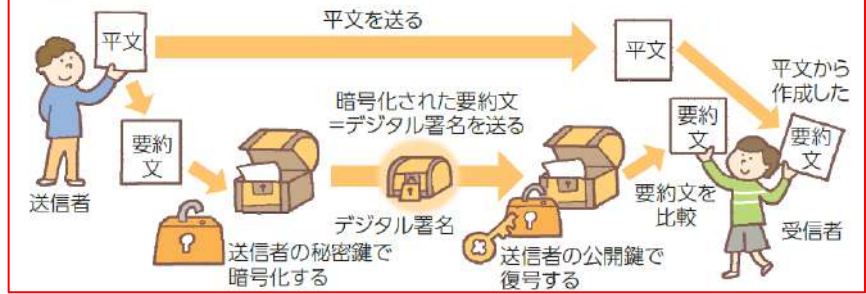 平文を送る
平文
平文
平文から
作成した
要約
文
暗号化された要約文
=デジタル署名を送る
要約
文
要約
文
送信者
デジタル署名
要約文を
比較
受信者
送信者の秘密鍵で
暗号化する
送信者の公開鍵で
復号する